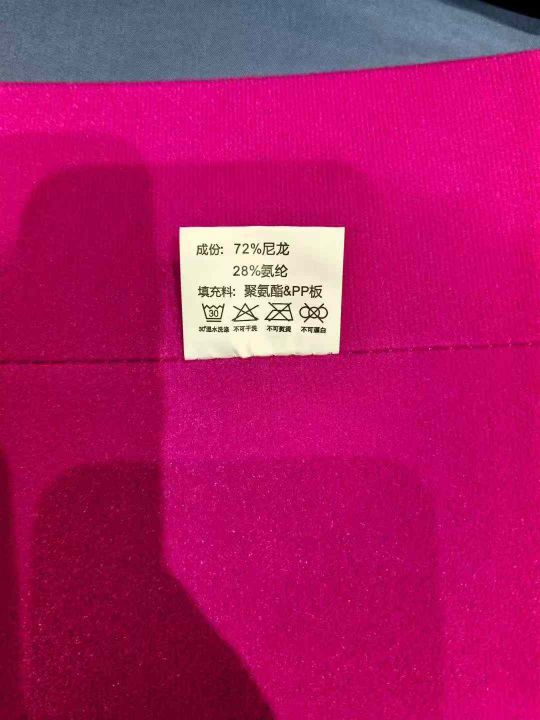 成份: 72%尼龙
28%氨纶
填充料: 聚氨酯&PP板
30
30°温水洗涤 不可干洗 不可熨烫 不可漂白